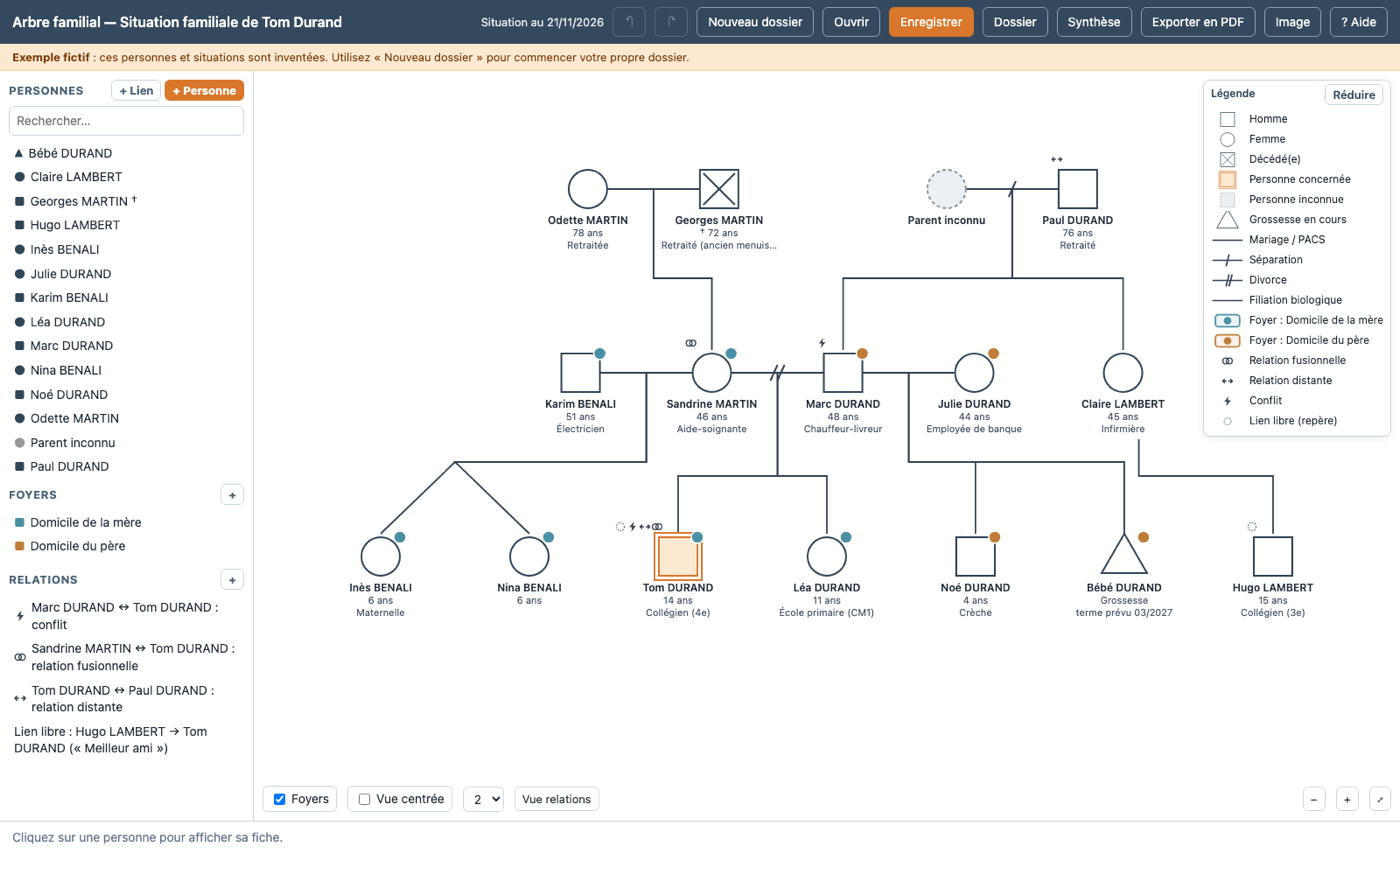 Arbre familial — Situation familiale de Tom Durand
Situation au 21/11/2026
Nouveau dossier
Ouvrir
Enregistrer
Dossier
Synthèse
Exporter en PDF
Image
? Aide
Exemple fictif : ces personnes et situations sont inventées. Utilisez « Nouveau dossier » pour commencer votre propre dossier.
PERSONNES
+ Lien
+ Personne
Rechercher...
Bébé DURAND
Claire LAMBERT
Georges MARTIN †
Hugo LAMBERT
Inès BENALI
Julie DURAND
Karim BENALI
Léa DURAND
Marc DURAND
Nina BENALI
Noé DURAND
Odette MARTIN
Parent inconnu
Paul DURAND
FOYERS
+
Domicile de la mère
Domicile du père
RELATIONS
+
Marc DURAND ↔ Tom DURAND :
conflit
Sandrine MARTIN ↔ Tom DURAND :
relation fusionnelle
Tom DURAND ↔ Paul DURAND :
relation distante
Lien libre : Hugo LAMBERT → Tom
DURAND (« Meilleur ami »)
Odette MARTIN
78 ans
Retraitée
Georges MARTIN
† 72 ans
Retraité (ancien menuis...
Parent inconnu
Paul DURAND
76 ans
Retraité
Karim BENALI
51 ans
Électricien
Sandrine MARTIN
46 ans
Aide-soignante
Marc DURAND
48 ans
Chauffeur-livreur
Julie DURAND
44 ans
Employée de banque
Claire LAMBERT
45 ans
Infirmière
Inès BENALI
6 ans
Maternelle
Nina BENALI
6 ans
Tom DURAND
14 ans
Collégien (4e)
Léa DURAND
11 ans
École primaire (CM1)
Noé DURAND
4 ans
Crèche
Bébé DURAND
Grossesse
terme prévu 03/2027
Hugo LAMBERT
15 ans
Collégien (3e)
Légende
Réduire
Homme
Femme
Décédé(e)
Personne concernée
Personne inconnue
Grossesse en cours
Mariage / PACS
Séparation
Divorce
Filiation biologique
Foyer : Domicile de la mère
Foyer : Domicile du père
Relation fusionnelle
Relation distante
Conflit
Lien libre (repère)
Foyers
Vue centrée
2
Vue relations
−
+
Cliquez sur une personne pour afficher sa fiche.